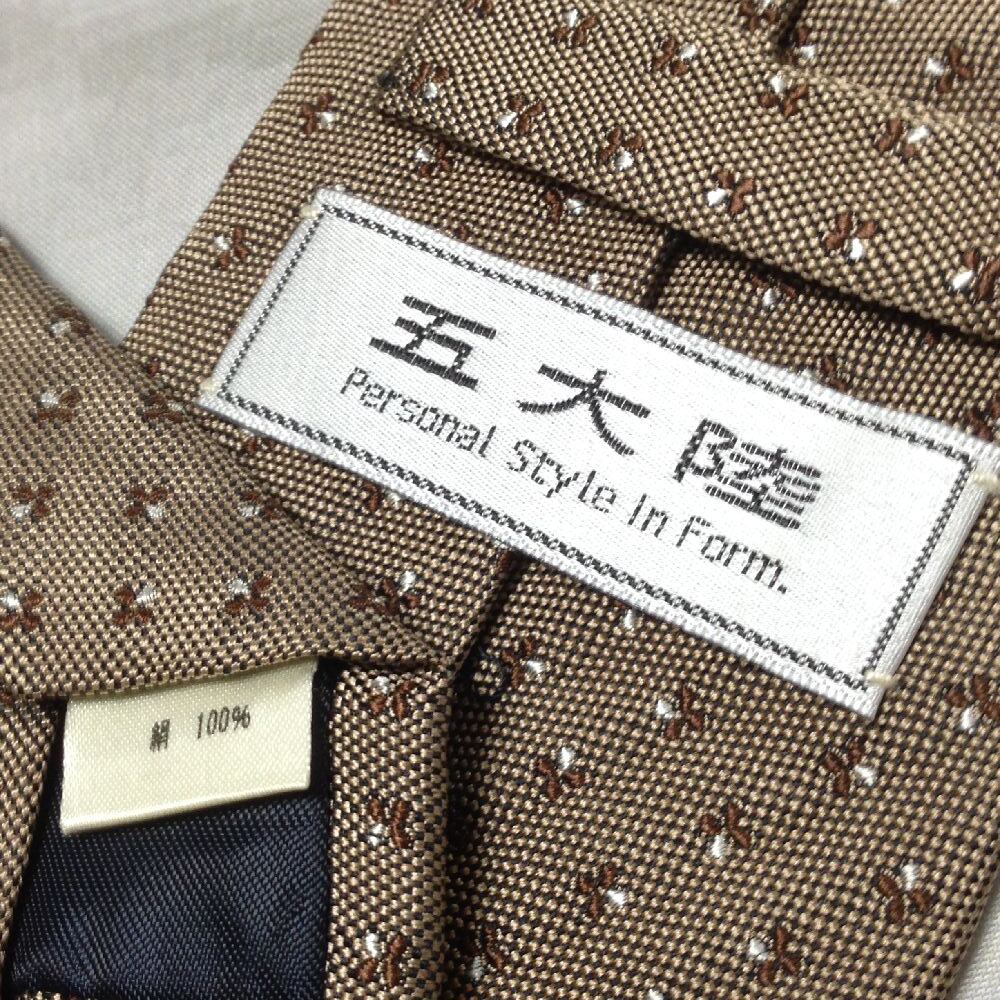 五大陸
Personal Style In Form.
絹 100%